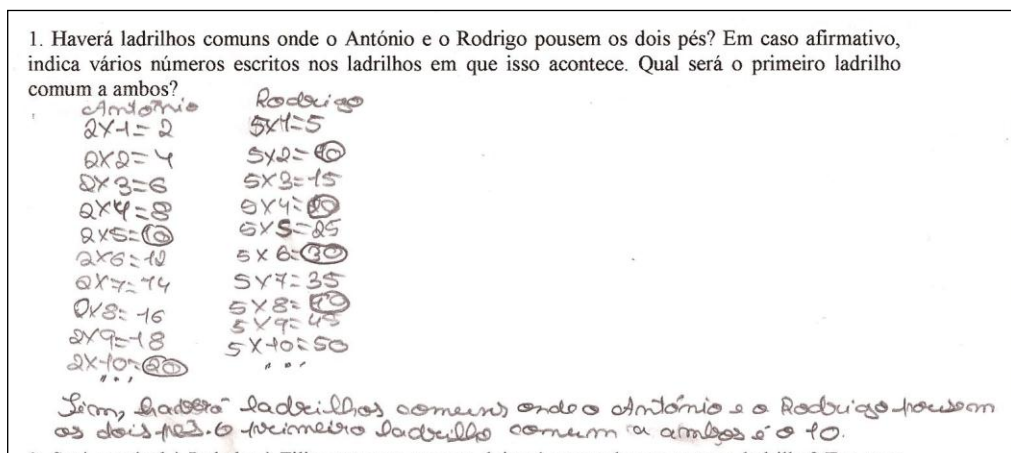 1. Haverá ladrilhos comuns onde o António e o Rodrigo pousem os dois pés? Em caso afirmativo,
indica vários números escritos nos ladrilhos em que isso acontece. Qual será o primeiro ladrilho
comum a ambos?
António Rodrigo
2x1=2 5x1=5
2x2=4 5x2=10
2x3=6 5x3=15
2x4=8 5x4=20
2x5=10 5x5=25
2x6=12 5x6=30
2x7=14 5x7=35
2x8=16 5x8=40
2x9=18 5x9=45
2x10=20 5x10=50
Sim, haverá ladrilhos comuns onde o António e o Rodrigo pousem
os dois pés. O primeiro ladrilho comum a ambos é o 10.